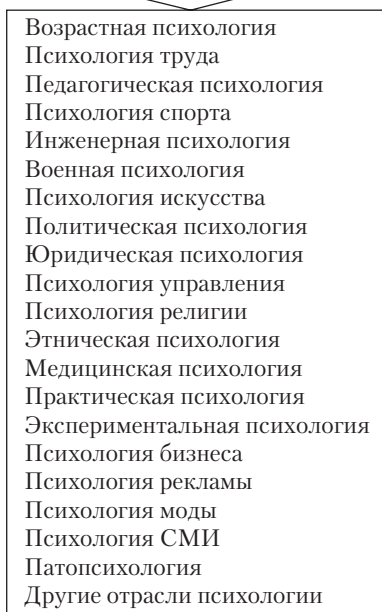 Возрастная психология
Психология труда
Педагогическая психология
Психология спорта
Инженерная психология
Военная психология
Психология искусства
Политическая психология
Юридическая психология
Психология управления
Психология религии
Этническая психология
Медицинская психология
Практическая психология
Экспериментальная психология
Психология бизнеса
Психология рекламы
Психология моды
Психология СМИ
Патопсихология
Другие отрасли психологии